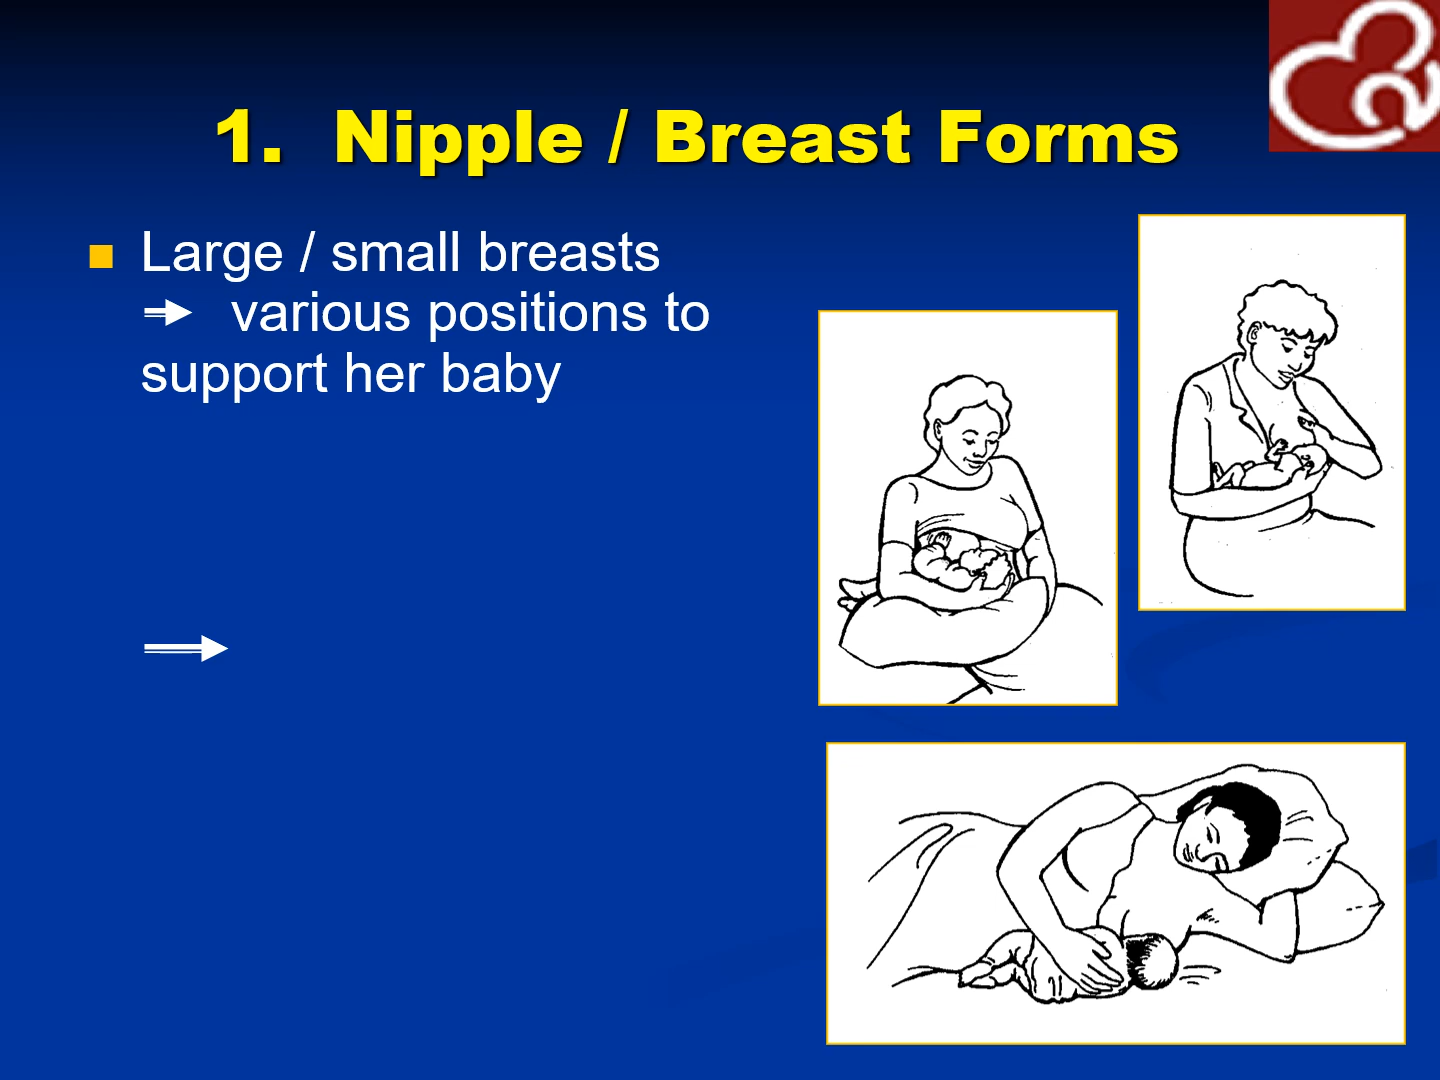 1. Nipple / Breast Forms
Large / small breasts
various positions to
support her baby